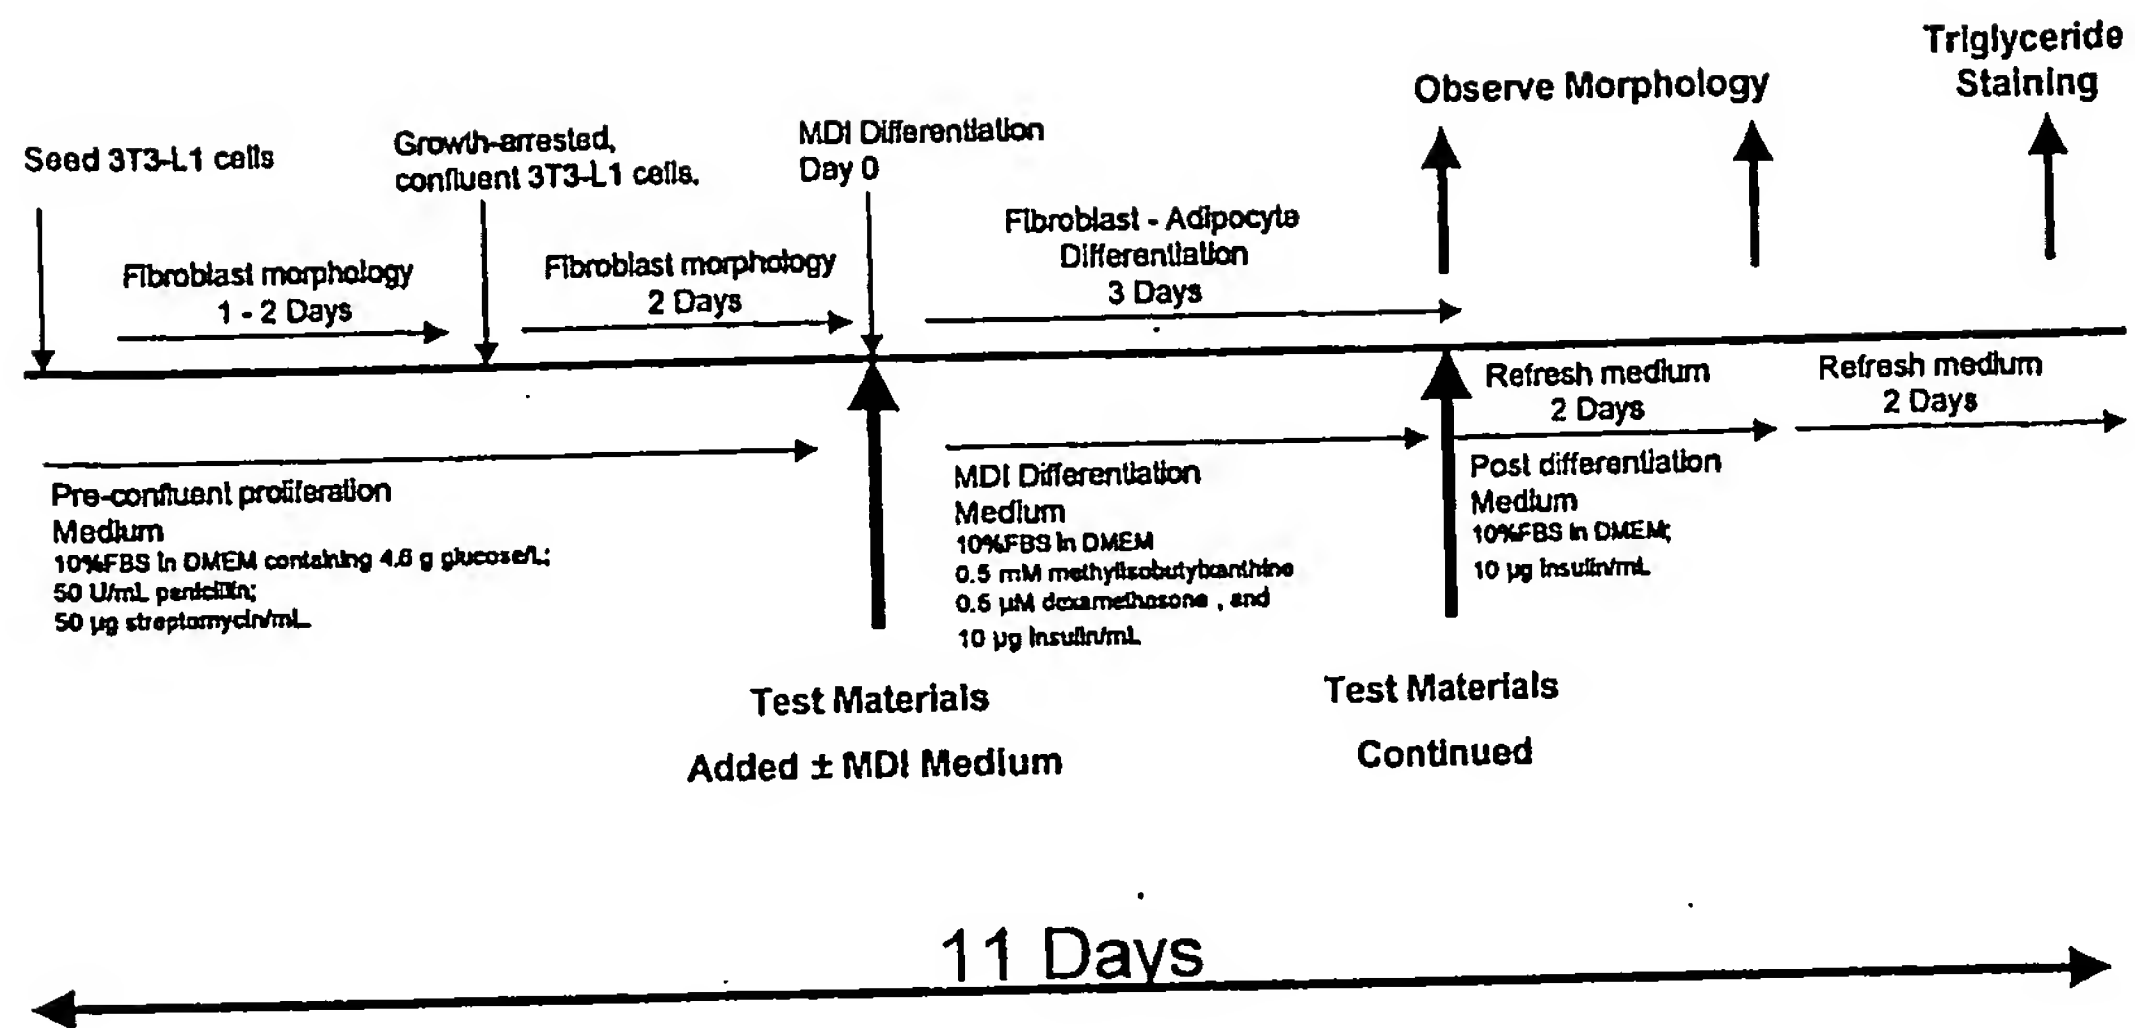 Triglyceride
Staining
Observe Morphology
Seed 3T3-L1 cells
Growth-arrested,
confluent 3T3-L1 cells.
MDI Differentiation
Day 0
Fibroblast morphology
1 - 2 Days
Fibroblast morphology
2 Days
Fibroblast - Adipocyte
Differentiation
3 Days
Refresh medium
2 Days
Refresh medium
2 Days
Pre-confluent proliferation
Medium
10%FBS in DMEM containing 4.6 g glucose/L;
50 U/mL penicillin;
50 µg streptomycin/mL
MDI Differentiation
Medium
10%FBS in DMEM
0.5 mM methylisobutylxanthine
0.5 µM dexamethasone , and
10 µg insulin/mL
Post differentiation
Medium
10%FBS in DMEM;
10 µg insulin/mL
Test Materials
Added ± MDI Medium
Test Materials
Continued
11 Days